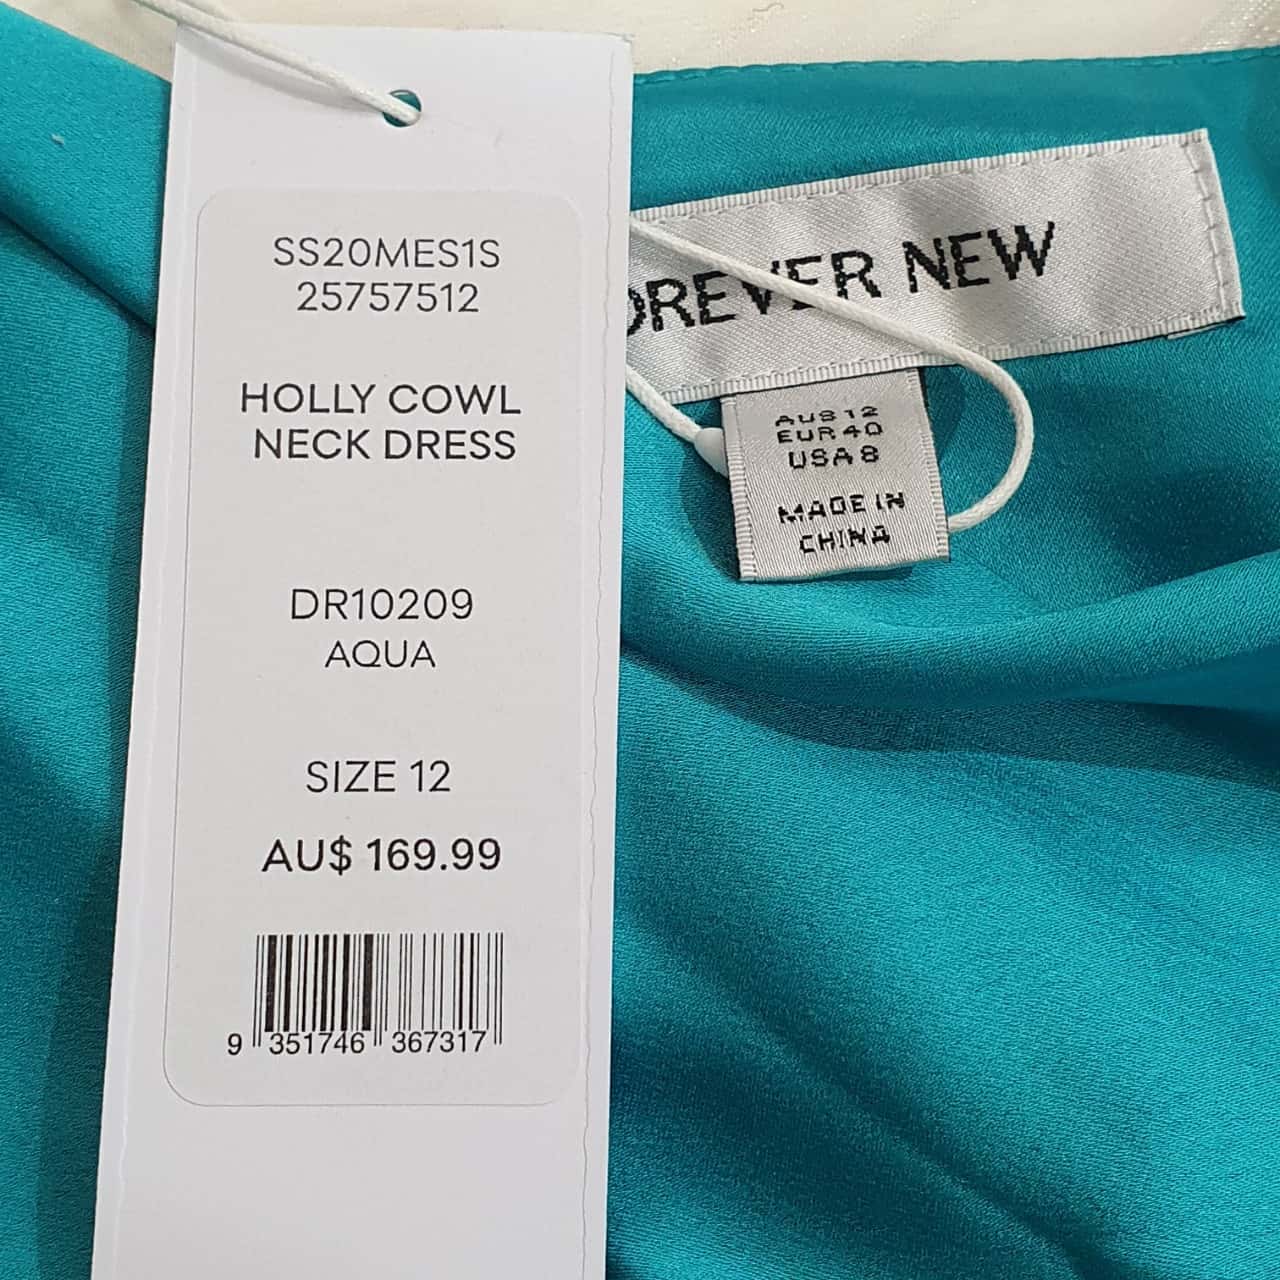 SS20MES1S
25757512
HOLLY COWL
NECK DRESS
DR10209
AQUA
SIZE 12
AU$ 169.99
9 351746 367317
OREVER NEW
AUS 12
EUR 40
USA 8
MADE IN
CHINA